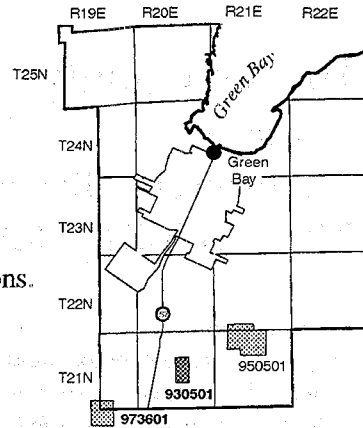 R19E R20E R21E R22E
T25N
Green Bay
T24N
Green
Bay
T23N
ons.
T22N
57
950501
T21N
930501
973601